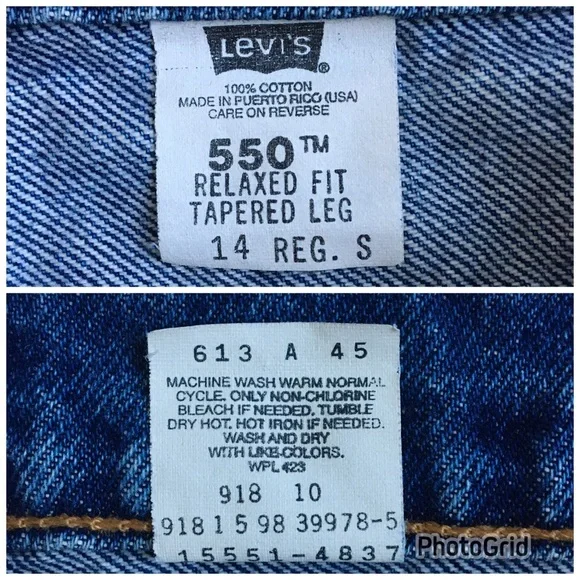 Levi's
®
100% COTTON
MADE IN PUERTO RICO (USA)
CARE ON REVERSE
550™
RELAXED FIT
TAPERED LEG
14 REG. S
613 A 45
MACHINE WASH WARM NORMAL
CYCLE. ONLY NON-CHLORINE
BLEACH IF NEEDED. TUMBLE
DRY HOT. HOT IRON IF NEEDED.
WASH AND DRY
WITH LIKE COLORS.
WPL 423
918 10
918 1 5 98 39978-5
15551-4837
PhotoGrid